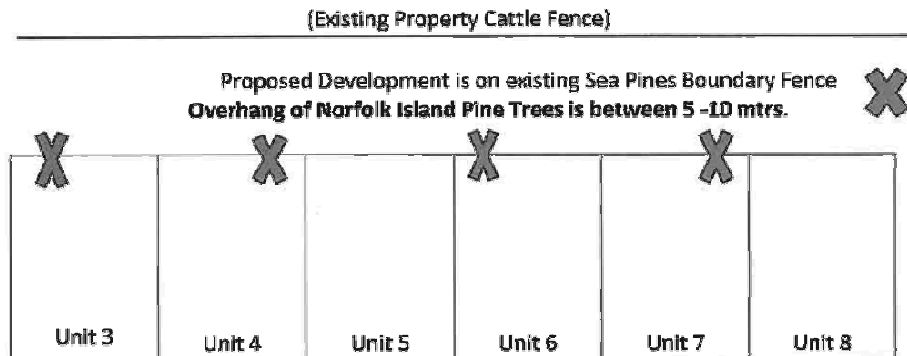 (Existing Property Cattle Fence)
Proposed Development is on existing Sea Pines Boundary Fence
Overhang of Norfolk Island Pine Trees is between 5 -10 mtrs.
Unit 3 Unit 4 Unit 5 Unit 6 Unit 7 Unit 8